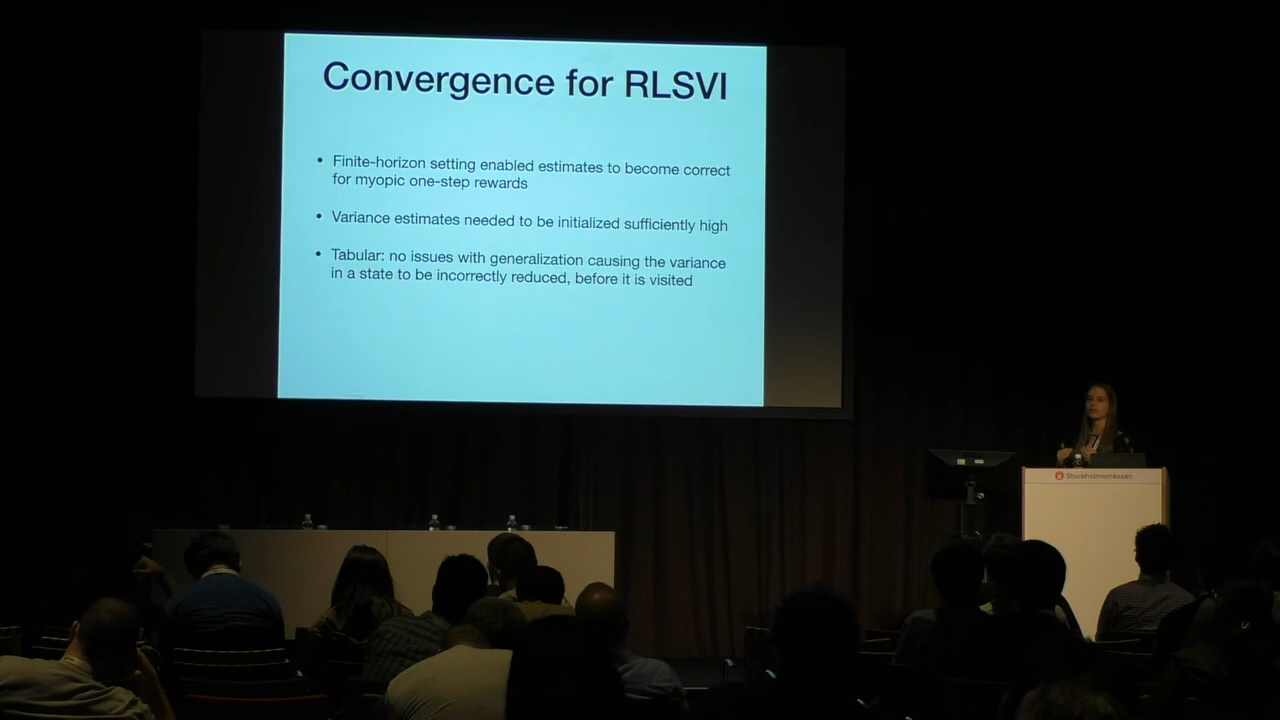 Convergence for RLSVI
• Finite-horizon setting enabled estimates to become correct
for myopic one-step rewards
• Variance estimates needed to be initialized sufficiently high
• Tabular: no issues with generalization causing the variance
in a state to be incorrectly reduced, before it is visited
Stockholmsmässan